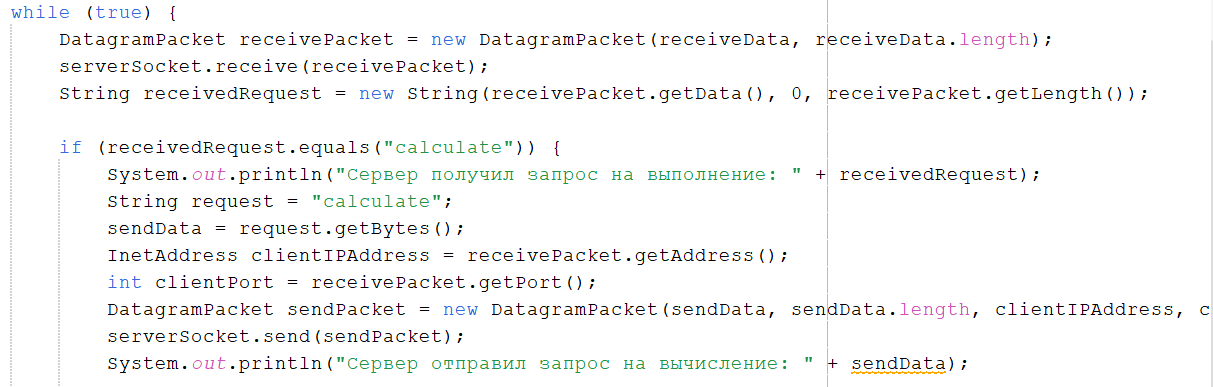 while (true) {
DatagramPacket receivePacket = new DatagramPacket(receiveData, receiveData.length);
serverSocket.receive(receivePacket);
String receivedRequest = new String(receivePacket.getData(), 0, receivePacket.getLength());
if (receivedRequest.equals("calculate")) {
System.out.println("Сервер получил запрос на выполнение: " + receivedRequest);
String request = "calculate";
sendData = request.getBytes();
InetAddress clientIPAddress = receivePacket.getAddress();
int clientPort = receivePacket.getPort();
DatagramPacket sendPacket = new DatagramPacket(sendData, sendData.length, clientIPAddress, c
serverSocket.send(sendPacket);
System.out.println("Сервер отправил запрос на вычисление: " + sendData);